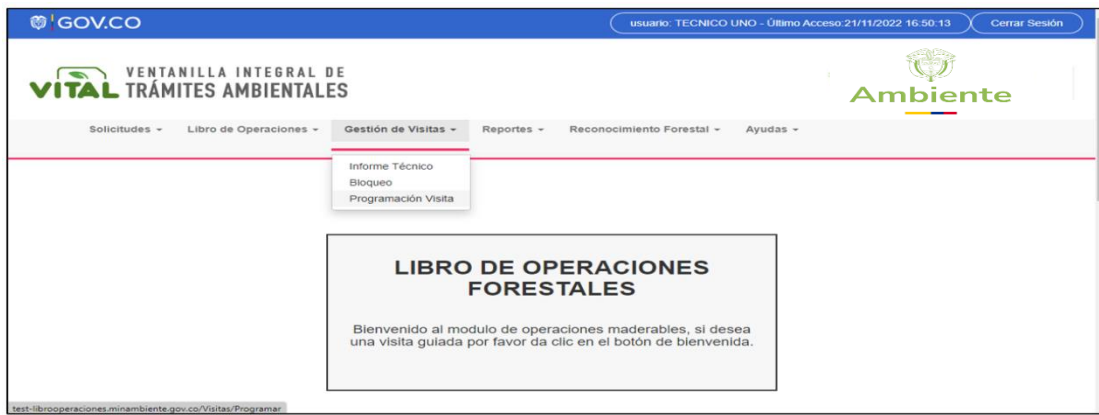 GOV.CO
usuario: TECNICO UNO - Último Acceso:21/11/2022 16:50:13
Cerrar Sesión
VITAL
VENTANILLA INTEGRAL DE
TRÁMITES AMBIENTALES
Ambiente
Solicitudes
Libro de Operaciones
Gestión de Visitas
Reportes
Reconocimiento Forestal
Ayudas
Informe Técnico
Bloqueo
Programación Visita
LIBRO DE OPERACIONES
FORESTALES
Bienvenido al modulo de operaciones maderables, si desea
una visita guiada por favor da clic en el botón de bienvenida.
test-librooperaciones.minambiente.gov.co/Visitas/Programar